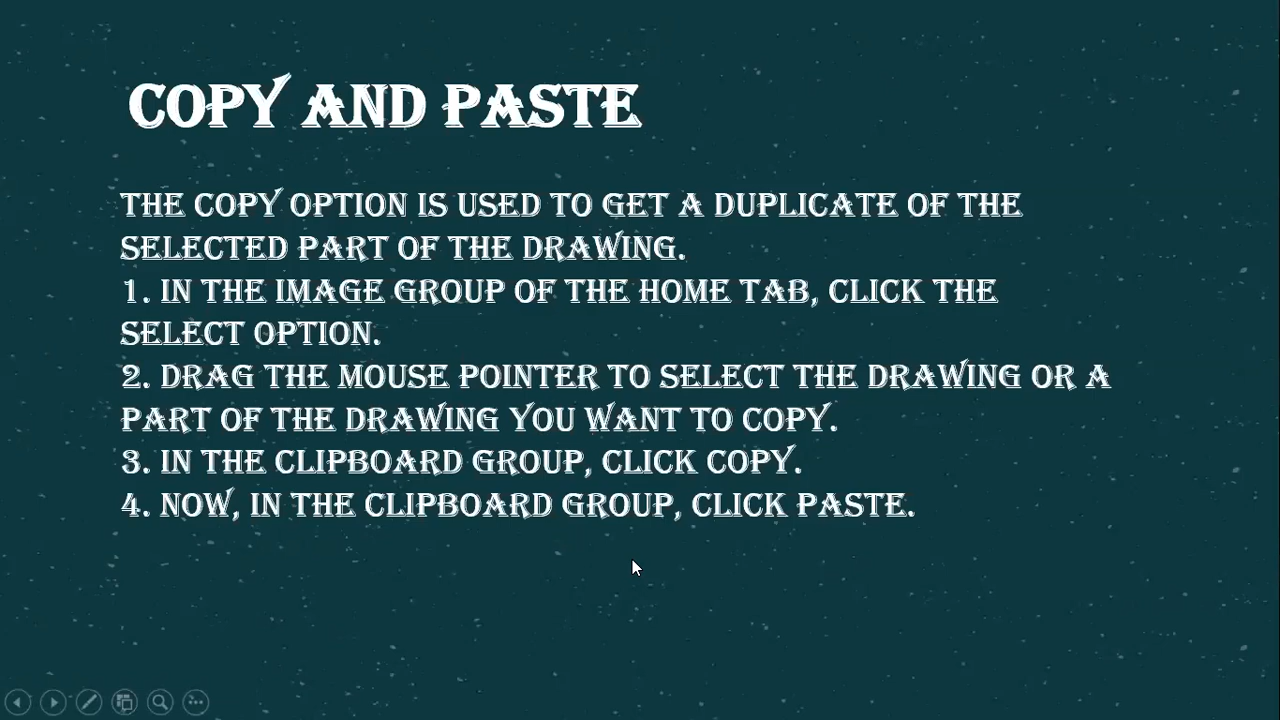 COPY AND PASTE
THE COPY OPTION IS USED TO GET A DUPLICATE OF THE
SELECTED PART OF THE DRAWING.
1. IN THE IMAGE GROUP OF THE HOME TAB, CLICK THE
SELECT OPTION.
2. DRAG THE MOUSE POINTER TO SELECT THE DRAWING OR A
PART OF THE DRAWING YOU WANT TO COPY.
3. IN THE CLIPBOARD GROUP, CLICK COPY.
4. NOW, IN THE CLIPBOARD GROUP, CLICK PASTE.